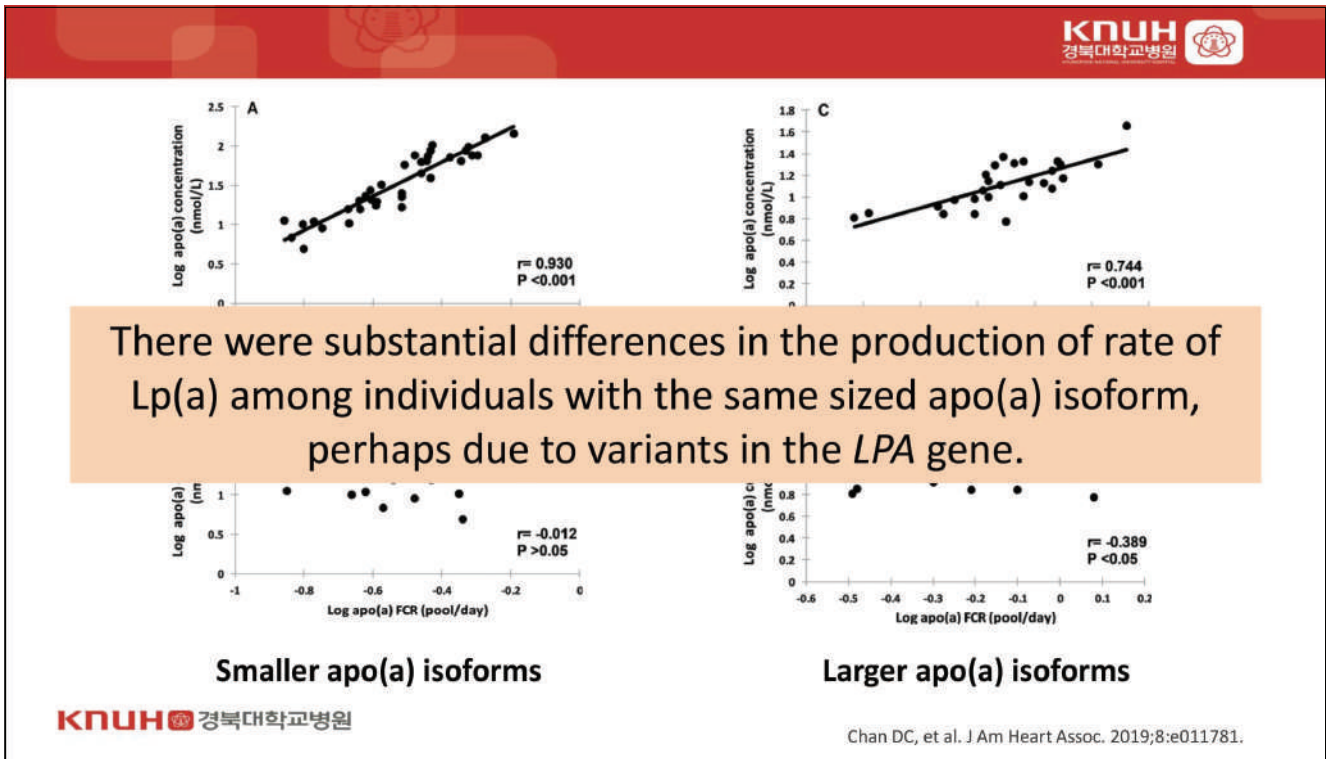 KNUH
경북대학교병원
KYUNGPOOK NATIONAL UNIVERSITY HOSPITAL
A
2.5
2
1.5
1
0.5
0
Log apo(a) concentration
(nmol/L)
r= 0.930
P <0.001
C
1.8
1.6
1.4
1.2
1
0.8
0.6
0.4
0.2
0
Log apo(a) concentration
(nmol/L)
r= 0.744
P <0.001
There were substantial differences in the production of rate of
Lp(a) among individuals with the same sized apo(a) isoform,
perhaps due to variants in the LPA gene.
1
0.5
0
Log apo(a)
r= -0.012
P >0.05
-1
-0.8
-0.6
-0.4
-0.2
0
Log apo(a) FCR (pool/day)
0.8
0.6
0.4
0.2
0
Log apo(a)
r= -0.389
P <0.05
-0.6
-0.5
-0.4
-0.3
-0.2
-0.1
0
0.1
0.2
Log apo(a) FCR (pool/day)
Smaller apo(a) isoforms
Larger apo(a) isoforms
KNUH 경북대학교병원
Chan DC, et al. J Am Heart Assoc. 2019;8:e011781.